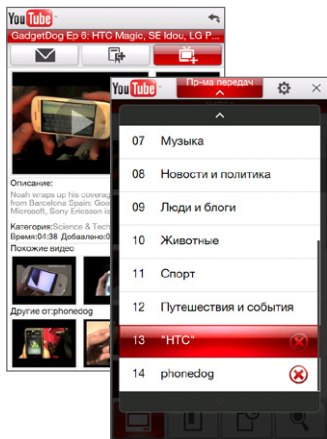 YouTube
GadgetDog Ep 6: HTC Magic, SE Idou, LG P...
Описание:
Noah wraps up his coverag
from Barcelona Spain: Goo
Microsoft, Sony Ericsson is
Категория:Science & Tech
Время:04:38 Добавлено:0
Похожие видео
Другие от:phonedog
YouTube
Пр-ма передач
07 Музыка
08 Новости и политика
09 Люди и блоги
10 Животные
11 Спорт
12 Путешествия и события
13 "HTC"
14 phonedog